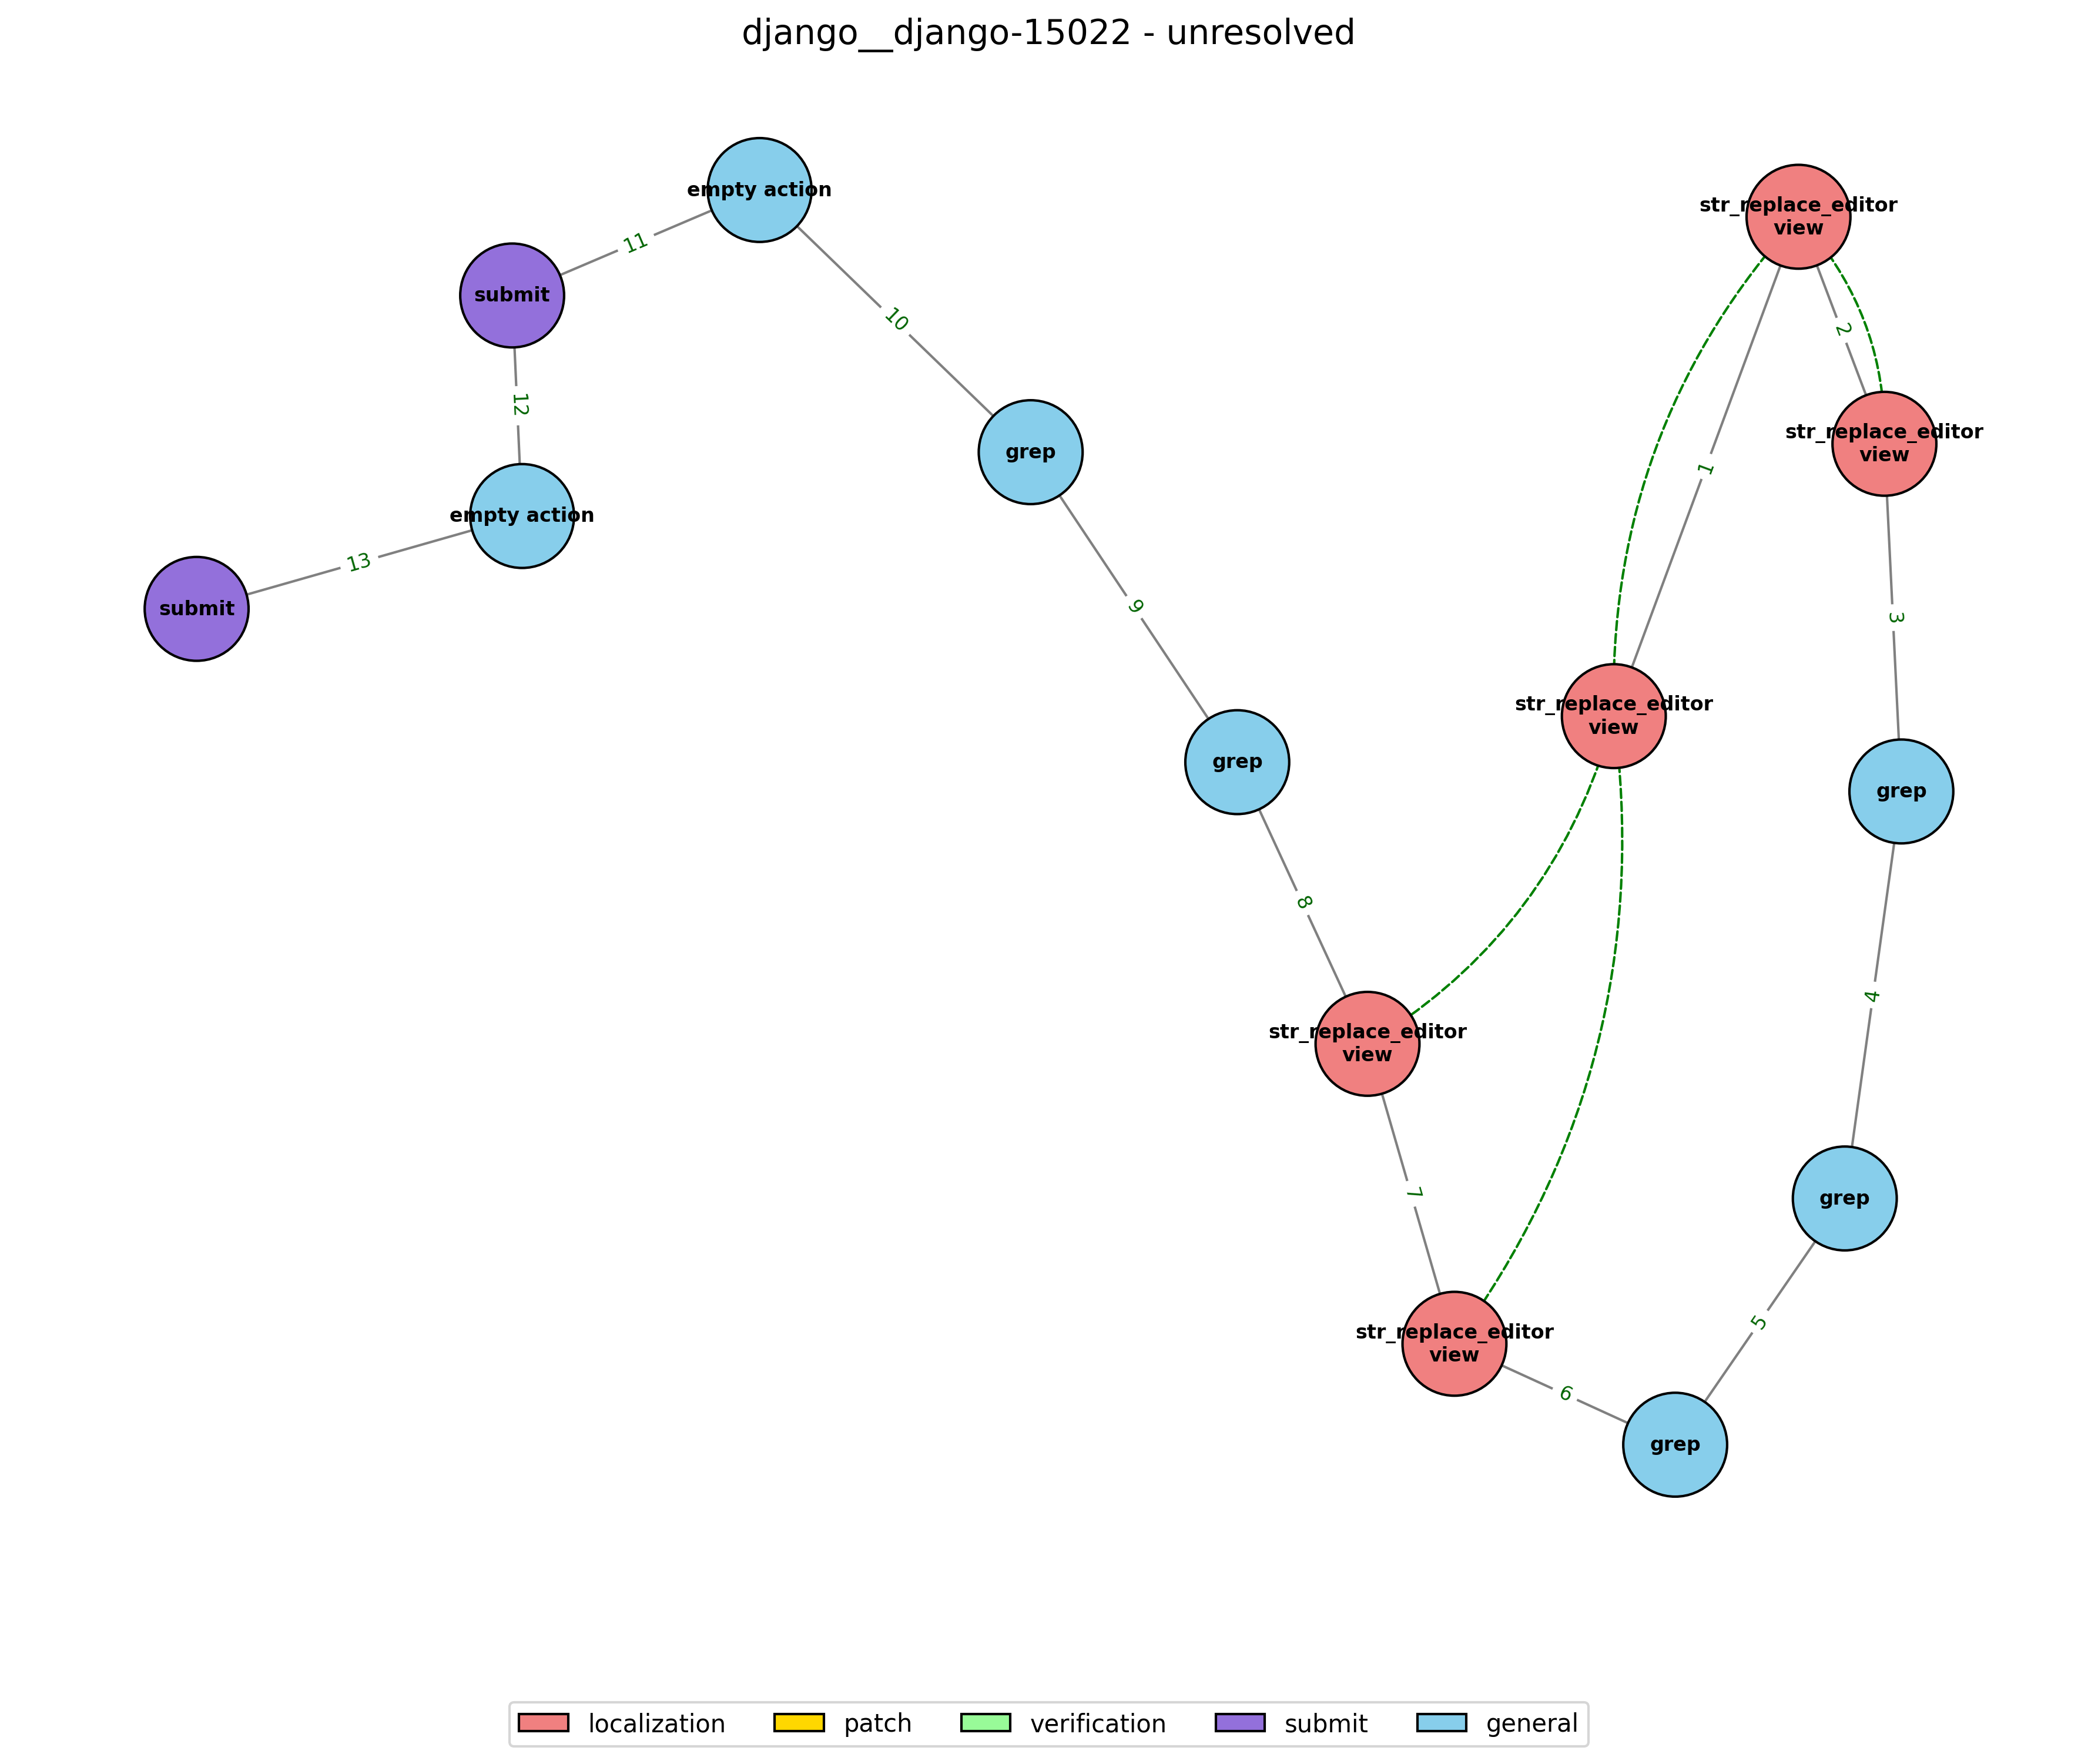 django__django-15022 - unresolved
empty action
str_replace_editor
view
11
submit
10
2
12
grep
str_replace_editor
view
1
empty action
13
submit
9
3
str_replace_editor
view
grep
grep
8
4
str_replace_editor
view
7
grep
5
str_replace_editor
view
6
grep
localization
patch
verification
submit
general